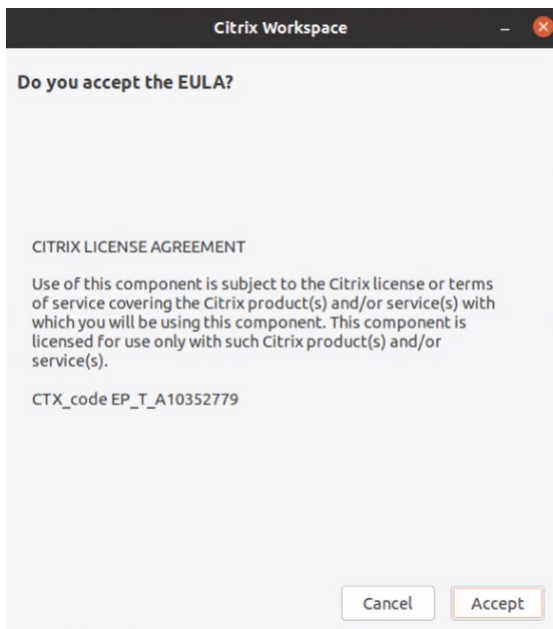 Citrix Workspace
Do you accept the EULA?
CITRIX LICENSE AGREEMENT
Use of this component is subject to the Citrix license or terms
of service covering the Citrix product(s) and/or service(s) with
which you will be using this component. This component is
licensed for use only with such Citrix product(s) and/or
service(s).
CTX_code EP_T_A10352779
Cancel Accept